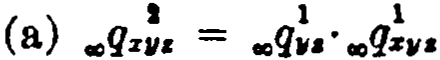 (a) ∞q²xyz = ∞q¹yz · ∞q¹xyz